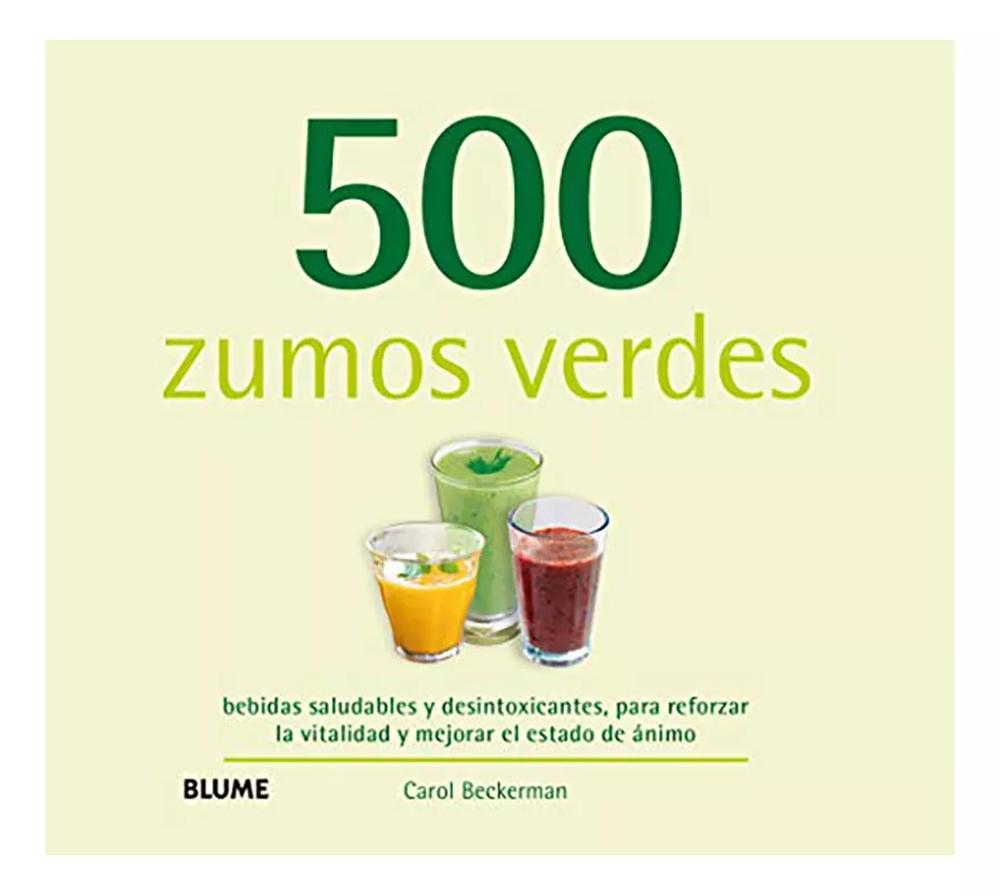 500
zumos verdes
bebidas saludables y desintoxicantes, para reforzar
la vitalidad y mejorar el estado de ánimo
BLUME
Carol Beckerman